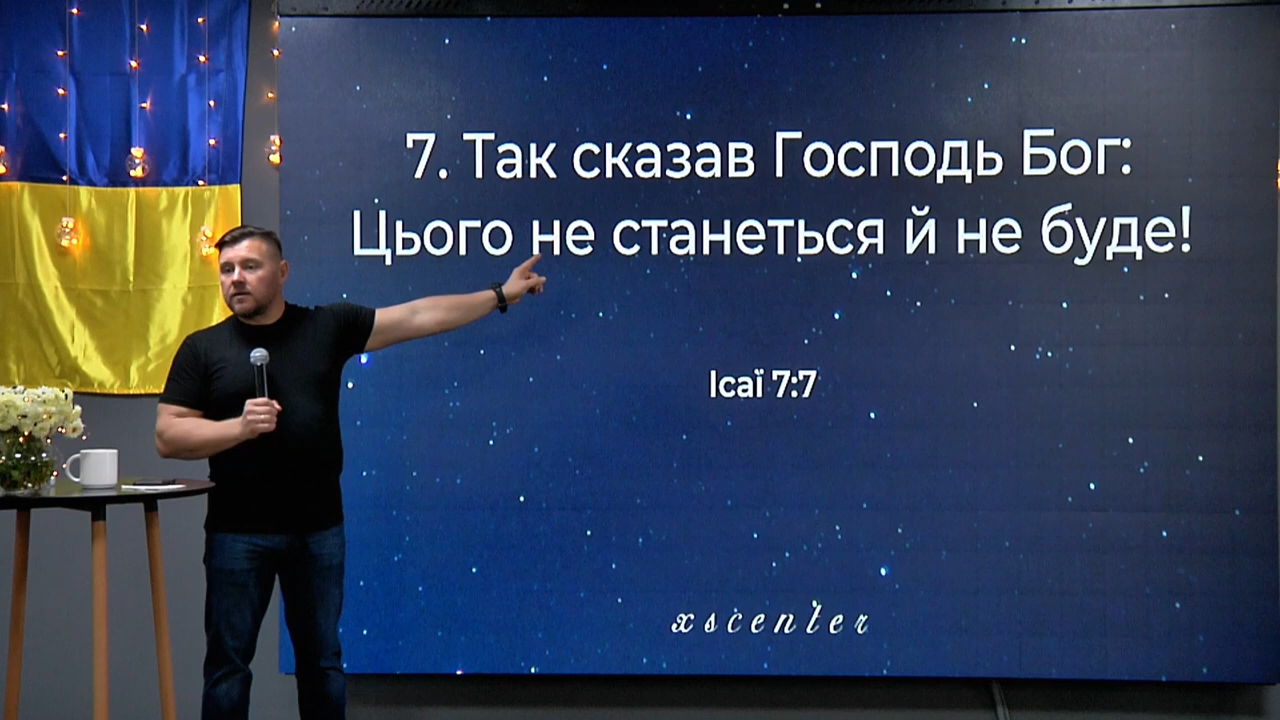 7. Так сказав Господь Бог:
Цього не станеться й не буде!
Ісаї 7:7
xscenter